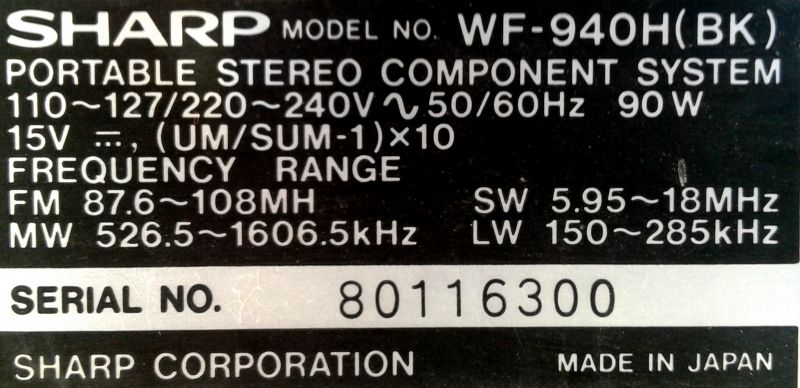 SHARP MODEL NO. WF-940H(BK)
PORTABLE STEREO COMPONENT SYSTEM
110~127/220~240V∿50/60Hz 90W
15V ⎓, (UM/SUM-1)×10
FREQUENCY RANGE
FM 87.6~108MH SW 5.95~18MHz
MW 526.5~1606.5kHz LW 150~285kHz
SERIAL NO. 80116300
SHARP CORPORATION MADE IN JAPAN